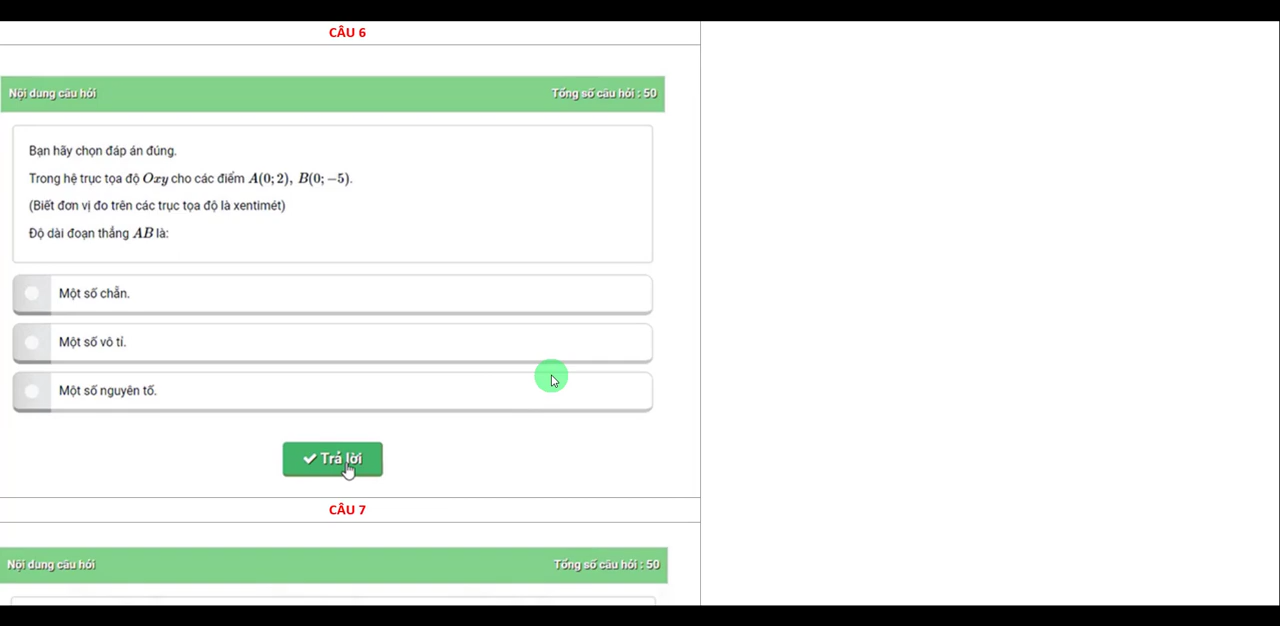 CÂU 6
Nội dung câu hỏi
Tổng số câu hỏi : 50
Bạn hãy chọn đáp án đúng.
Trong hệ trục tọa độ Oxy cho các điểm A(0; 2), B(0; −5).
(Biết đơn vị đo trên các trục tọa độ là xentimét)
Độ dài đoạn thẳng AB là:
Một số chẵn.
Một số vô tỉ.
Một số nguyên tố.
Trả lời
CÂU 7
Nội dung câu hỏi
Tổng số câu hỏi : 50